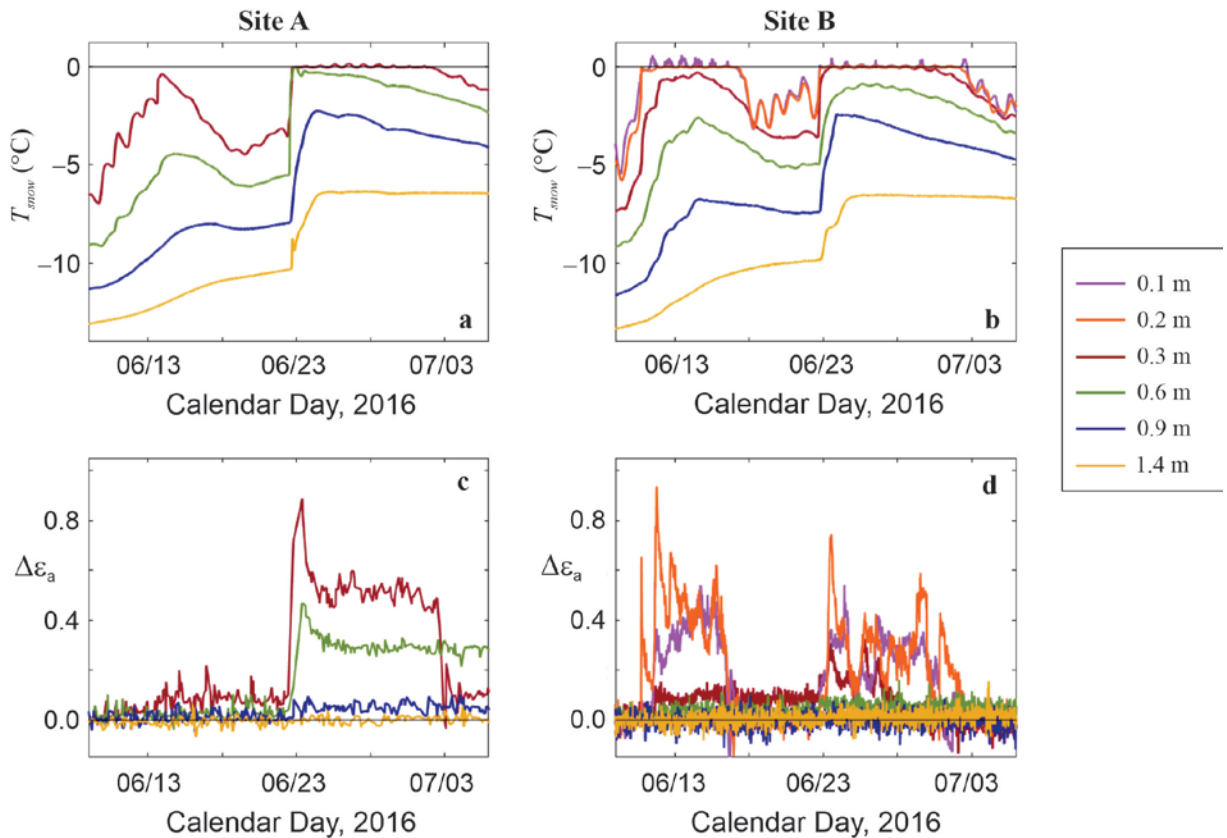 Site A
Site B
0
−5
−10
T_snow (°C)
a
06/13
06/23
07/03
Calendar Day, 2016
0
−5
−10
T_snow (°C)
b
06/13
06/23
07/03
Calendar Day, 2016
0.1 m
0.2 m
0.3 m
0.6 m
0.9 m
1.4 m
0.8
0.4
0.0
Δεₐ
c
06/13
06/23
07/03
Calendar Day, 2016
0.8
0.4
0.0
Δεₐ
d
06/13
06/23
07/03
Calendar Day, 2016